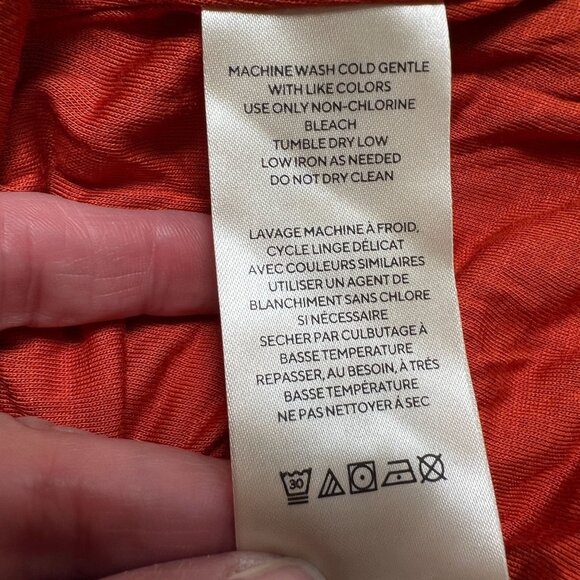 MACHINE WASH COLD GENTLE
WITH LIKE COLORS
USE ONLY NON-CHLORINE
BLEACH
TUMBLE DRY LOW
LOW IRON AS NEEDED
DO NOT DRY CLEAN
LAVAGE MACHINE À FROID,
CYCLE LINGE DÉLICAT
AVEC COULEURS SIMILAIRES
UTILISER UN AGENT DE
BLANCHIMENT SANS CHLORE
SI NÉCESSAIRE
SECHER PAR CULBUTAGE À
BASSE TEMPERATURE
REPASSER, AU BESOIN, À TRÉS
BASSE TEMPÉRATURE
NE PAS NETTOYER Á SEC
30